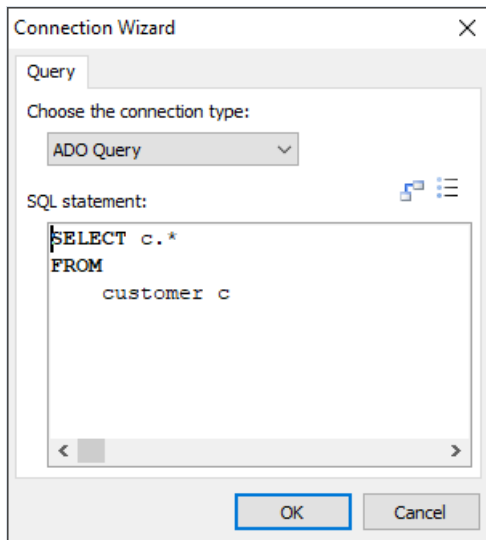 Connection Wizard
Query
Choose the connection type:
ADO Query
SQL statement:
SELECT c.*
FROM
customer c
OK
Cancel